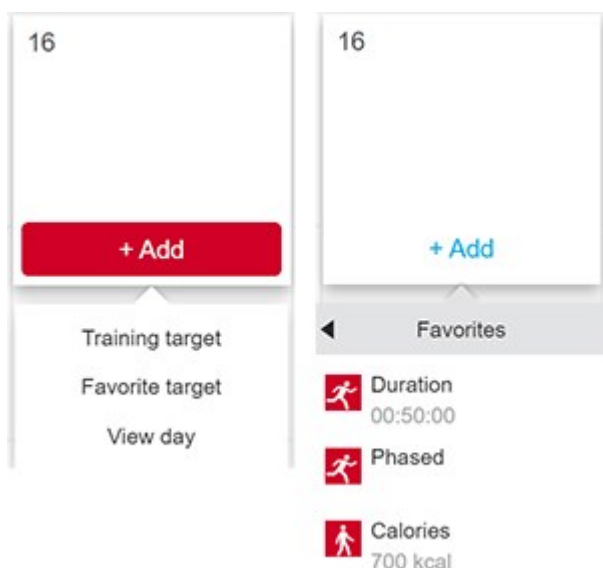 16
+ Add
Training target
Favorite target
View day
16
+ Add
Favorites
Duration
00:50:00
Phased
Calories
700 kcal